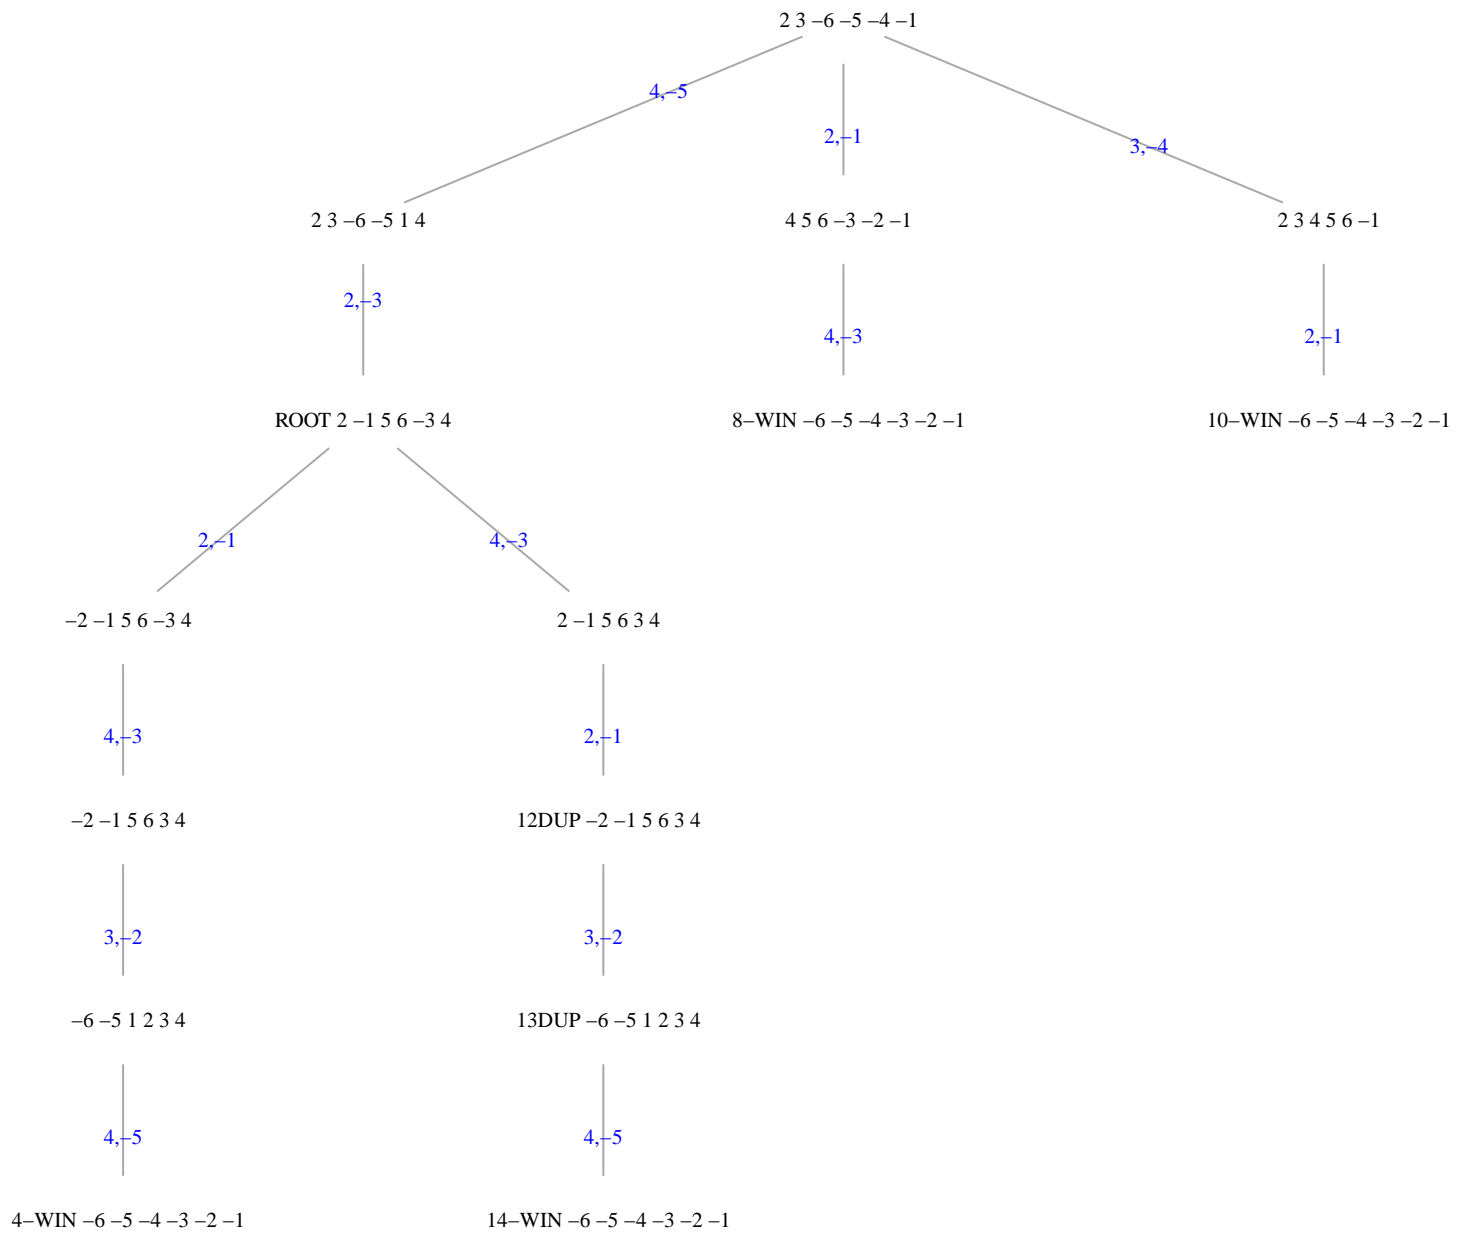 2 3 −6 −5 −4 −1
4,−5
2,−1
3,−4
2 3 −6 −5 1 4
4 5 6 −3 −2 −1
2 3 4 5 6 −1
2,−3
4,−3
2,−1
ROOT 2 −1 5 6 −3 4
8−WIN −6 −5 −4 −3 −2 −1
10−WIN −6 −5 −4 −3 −2 −1
2,−1
4,−3
−2 −1 5 6 −3 4
2 −1 5 6 3 4
4,−3
2,−1
−2 −1 5 6 3 4
12DUP −2 −1 5 6 3 4
3,−2
3,−2
−6 −5 1 2 3 4
13DUP −6 −5 1 2 3 4
4,−5
4,−5
4−WIN −6 −5 −4 −3 −2 −1
14−WIN −6 −5 −4 −3 −2 −1